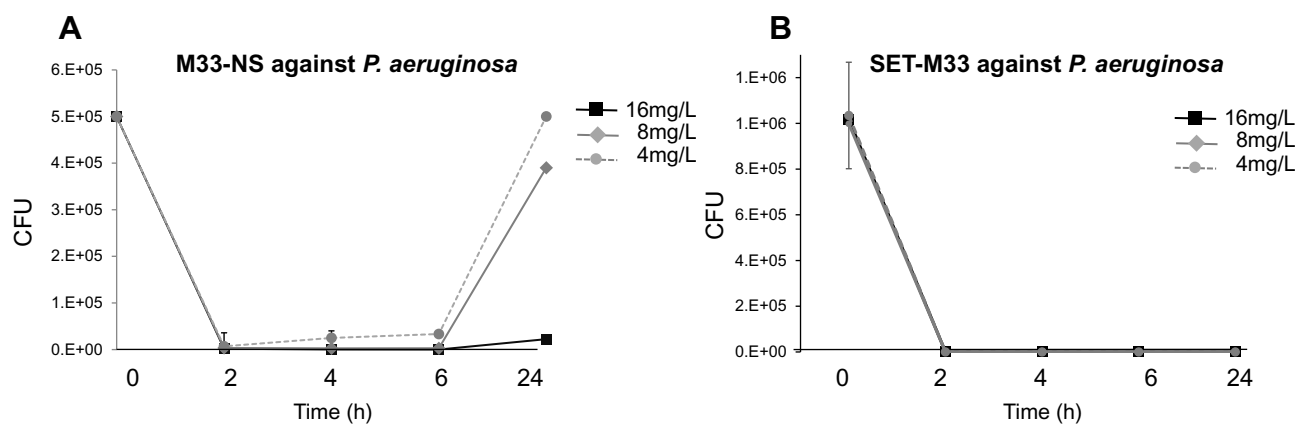 A
M33-NS against P. aeruginosa
6.E+05
5.E+05
4.E+05
3.E+05
2.E+05
1.E+05
0.E+00
CFU
0 2 4 6 24
Time (h)
16mg/L
8mg/L
4mg/L
B
SET-M33 against P. aeruginosa
1.E+06
1.E+06
8.E+05
6.E+05
4.E+05
2.E+05
0.E+00
CFU
0 2 4 6 24
Time (h)
16mg/L
8mg/L
4mg/L